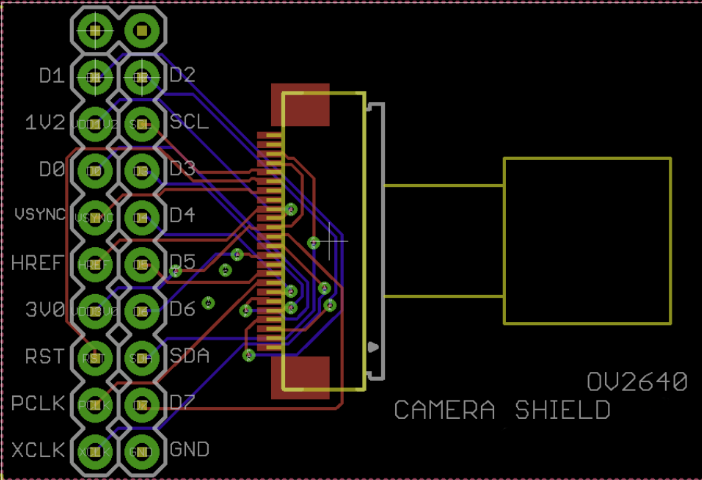 D1 D2
1V2 SCL
D0 D3
VSYNC D4
HREF D5
3V0 D6
RST SDA
PCLK D7
XCLK GND
OV2640
CAMERA SHIELD